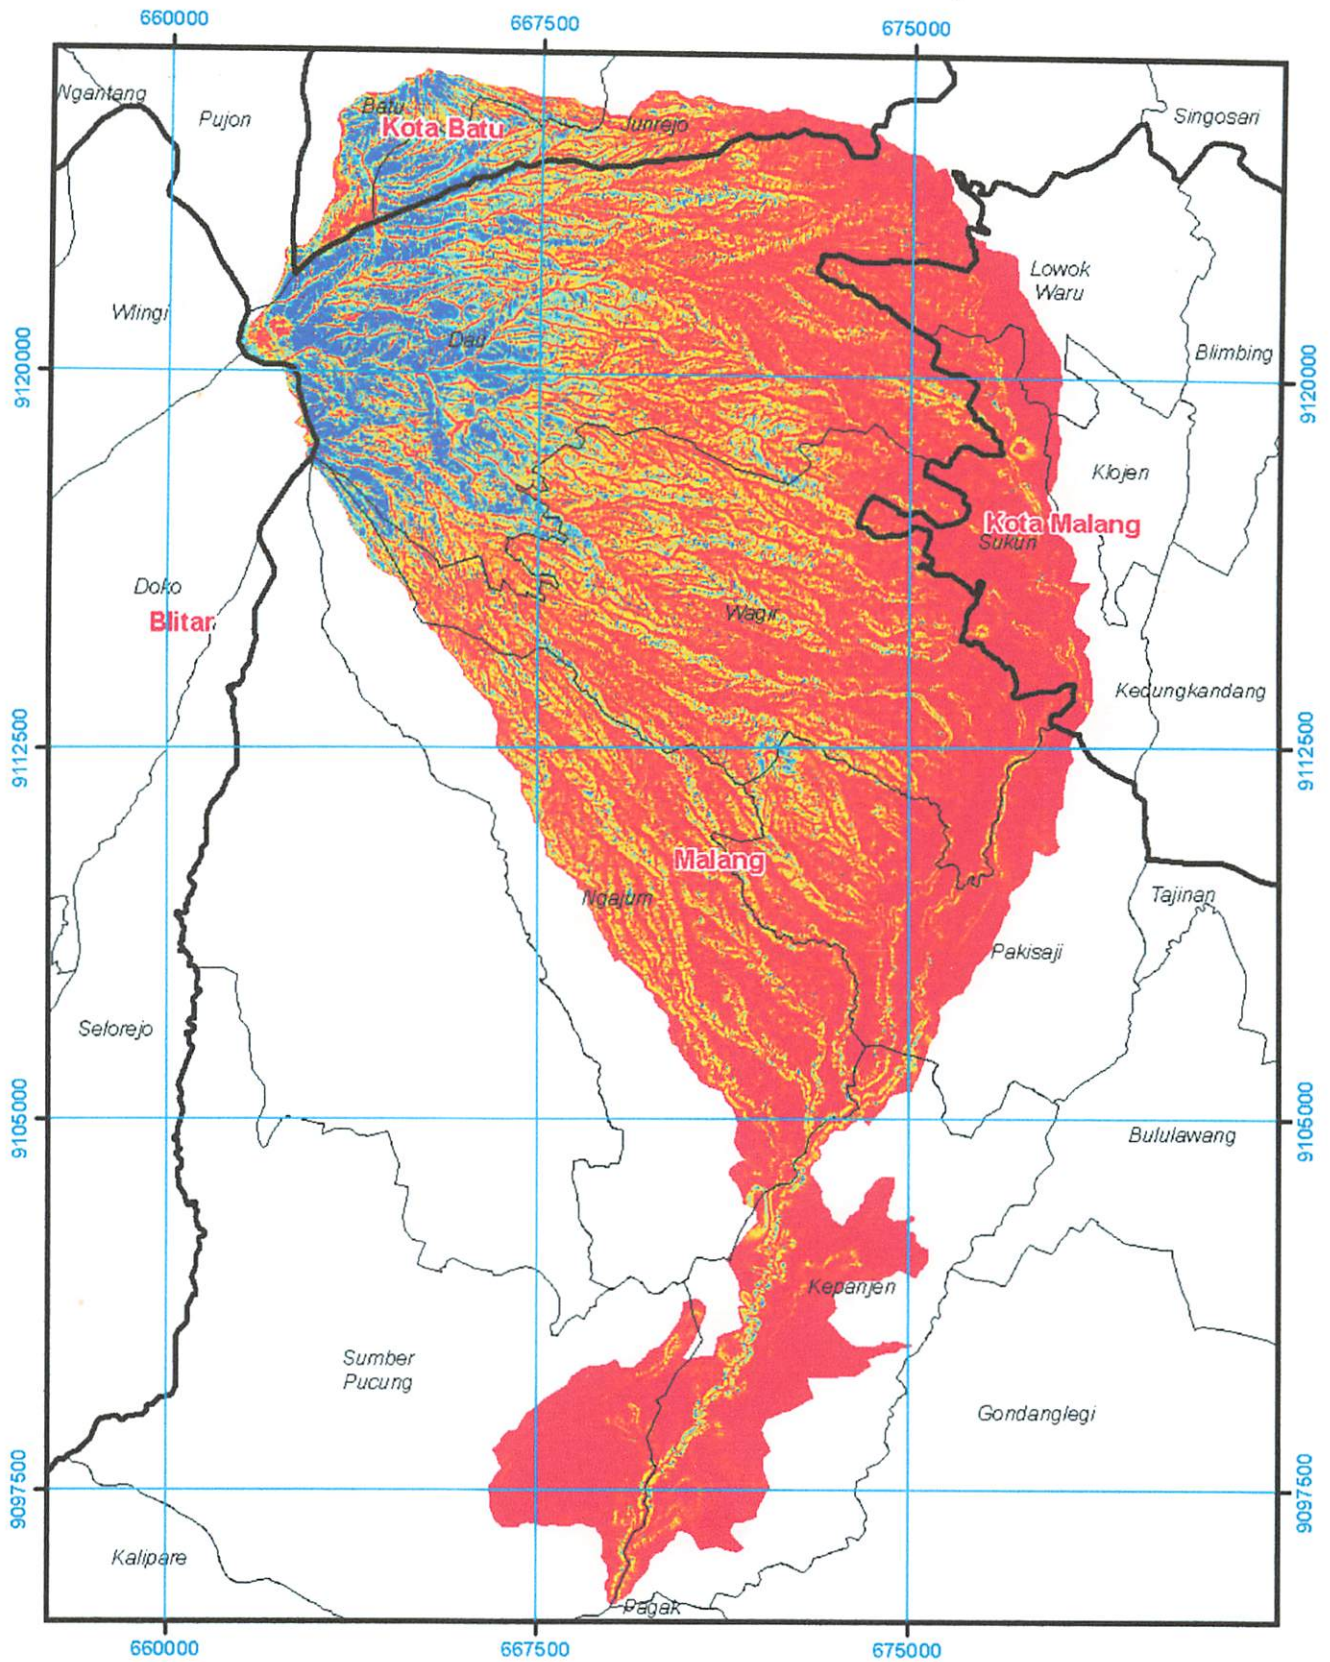 660000
667500
675000
Ngantang
Pujon
Batu
Kota Batu
Junrejo
Singosari
Wlingi
Lowok
Waru
Dau
Blimbing
9120000
9120000
Klojen
Kota Malang
Sukun
Doko
Blitar
Wagir
Kedungkandang
9112500
9112500
Malang
Ngajum
Tajinan
Pakisaji
Selorejo
9105000
9105000
Bululawang
Kepanjen
Sumber
Pucung
Gondanglegi
9097500
9097500
Kalipare
Pagak
660000
667500
675000